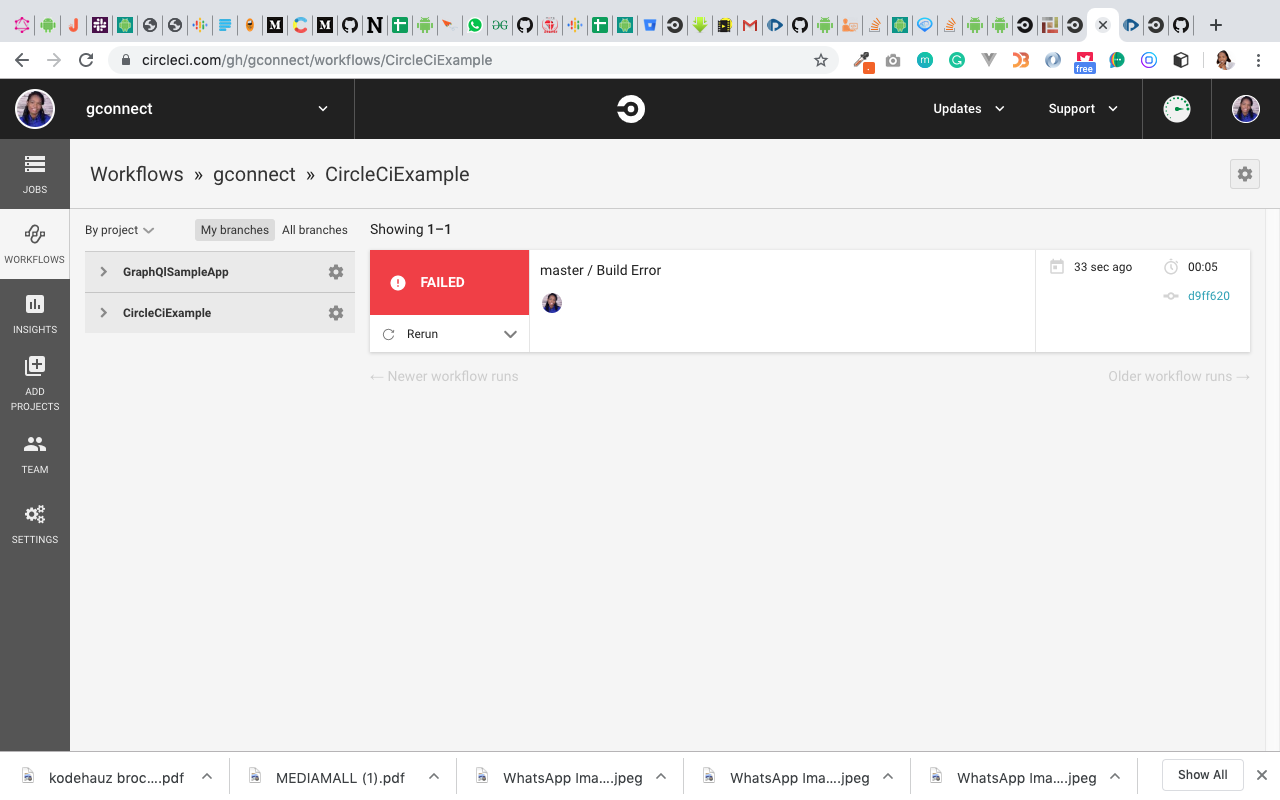 circleci.com/gh/gconnect/workflows/CircleCiExample
free
gconnect
Updates
Support
JOBS
WORKFLOWS
INSIGHTS
ADD
PROJECTS
TEAM
SETTINGS
Workflows » gconnect » CircleCiExample
By project
My branches
All branches
GraphQlSampleApp
CircleCiExample
Showing 1–1
FAILED
Rerun
master / Build Error
33 sec ago
00:05
d9ff620
← Newer workflow runs
Older workflow runs →
kodehauz broc....pdf
MEDIAMALL (1).pdf
WhatsApp Ima....jpeg
WhatsApp Ima....jpeg
WhatsApp Ima....jpeg
Show All